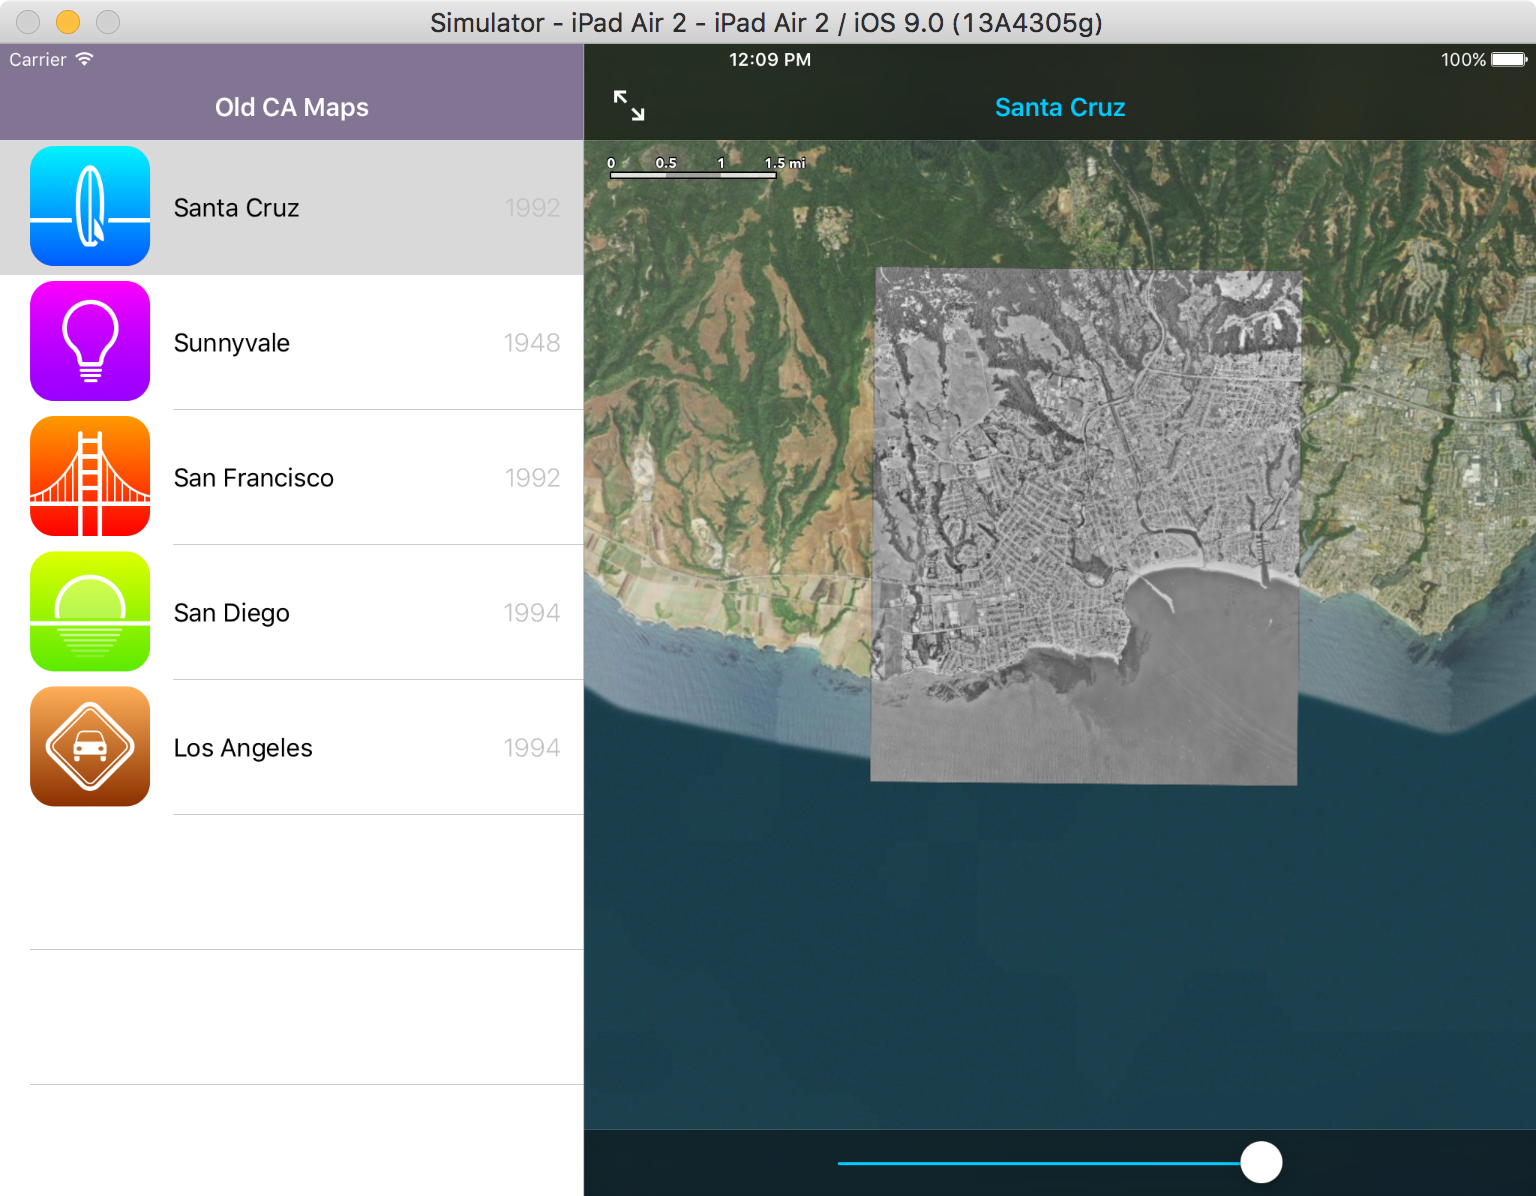 Simulator - iPad Air 2 - iPad Air 2 / iOS 9.0 (13A4305g)
Carrier
12:09 PM
100%
Old CA Maps
Santa Cruz
0 0.5 1 1.5 mi
Santa Cruz 1992
Sunnyvale 1948
San Francisco 1992
San Diego 1994
Los Angeles 1994